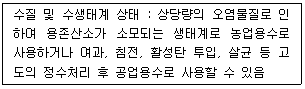 수질 및 수생태계 상태 : 상당량의 오염물질로 인
하여 용존산소가 소모되는 생태계로 농업용수로
사용하거나 여과, 침전, 활성탄 투입, 살균 등 고
도의 정수처리 후 공업용수로 사용할 수 있음